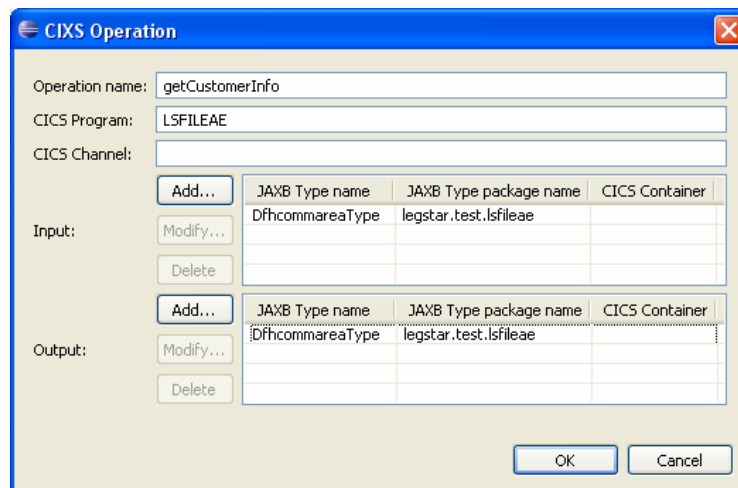 CIXS Operation
Operation name: getCustomerInfo
CICS Program: LSFILEAE
CICS Channel:
Add... JAXB Type name JAXB Type package name CICS Container
DfhcommareaType legstar.test.lsfileae
Input: Modify...
Delete
Add... JAXB Type name JAXB Type package name CICS Container
DfhcommareaType legstar.test.lsfileae
Output: Modify...
Delete
OK Cancel